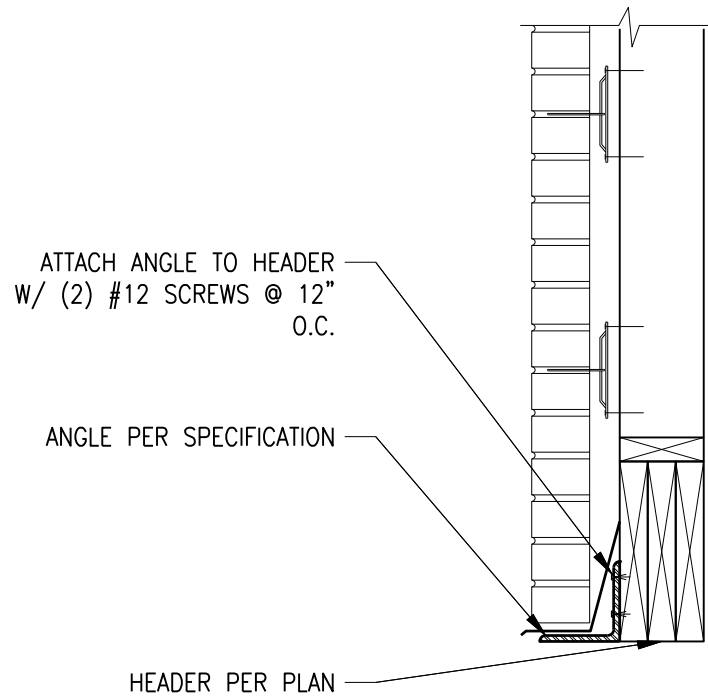 ATTACH ANGLE TO HEADER
W/ (2) #12 SCREWS @ 12”
O.C.
ANGLE PER SPECIFICATION
HEADER PER PLAN